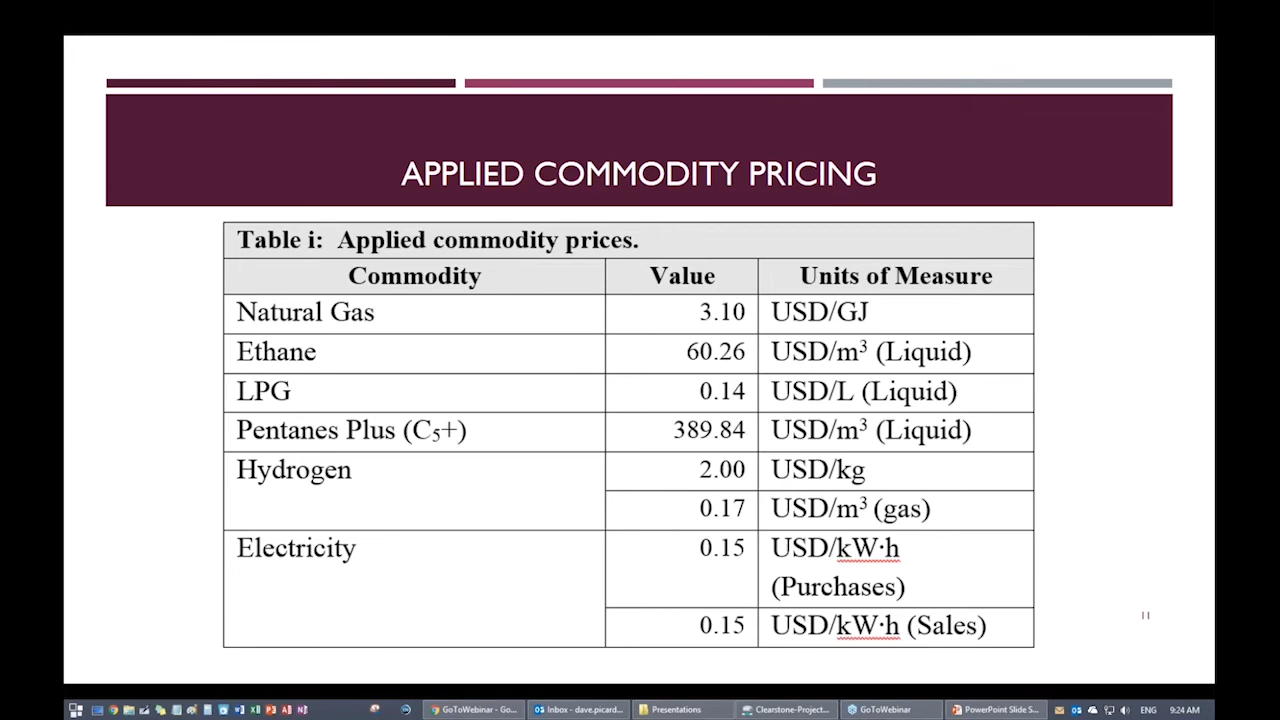 APPLIED COMMODITY PRICING
Table i: Applied commodity prices.
Commodity Value Units of Measure
Natural Gas 3.10 USD/GJ
Ethane 60.26 USD/m³ (Liquid)
LPG 0.14 USD/L (Liquid)
Pentanes Plus (C₅+) 389.84 USD/m³ (Liquid)
Hydrogen 2.00 USD/kg
0.17 USD/m³ (gas)
Electricity 0.15 USD/kW·h
(Purchases)
0.15 USD/kW·h (Sales)
11
GoToWebinar - Go... Inbox - dave.picard... Presentations Clearstone-Project... GoToWebinar PowerPoint Slide S... ENG 9:24 AM